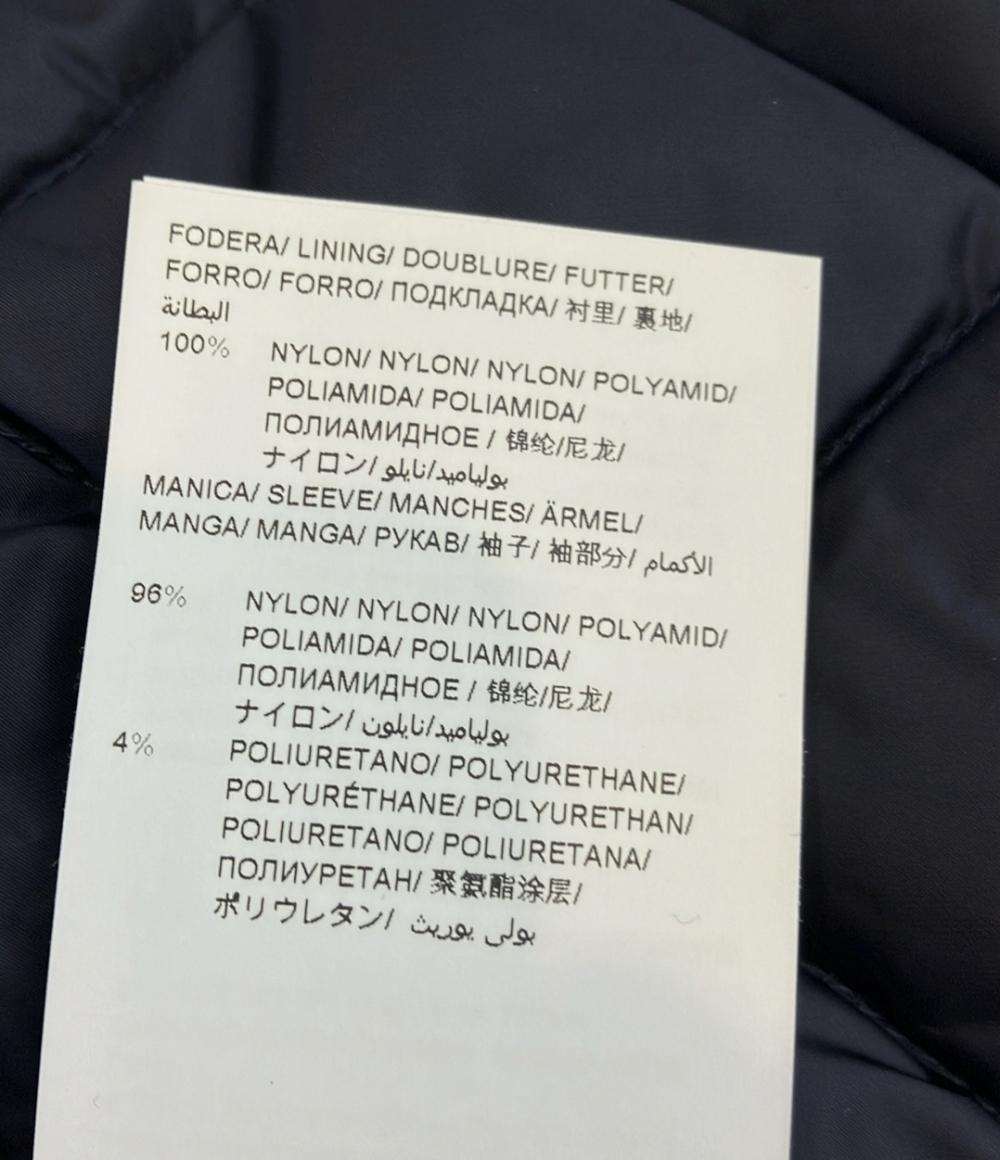 FODERA/ LINING/ DOUBLURE/ FUTTER/
FORRO/ FORRO/ ПОДКЛАДКА/ 衬里/ 裏地/
البطانة
100% NYLON/ NYLON/ NYLON/ POLYAMID/
POLIAMIDA/ POLIAMIDA/
ПОЛИАМИДНОЕ / 锦纶/尼龙/
ナイロン/ بولياميد/نايلو
MANICA/ SLEEVE/ MANCHES/ ÄRMEL/
MANGA/ MANGA/ РУКАВ/ 袖子/ 袖部分/ الأكمام
96% NYLON/ NYLON/ NYLON/ POLYAMID/
POLIAMIDA/ POLIAMIDA/
ПОЛИАМИДНОЕ / 锦纶/尼龙/
ナイロン/ بولياميد/نايلون
4% POLIURETANO/ POLYURETHANE/
POLYURÉTHANE/ POLYURETHAN/
POLIURETANO/ POLIURETANA/
ПОЛИУРЕТАН/ 聚氨酯涂层/
ポリウレタン/ بولى يوريث